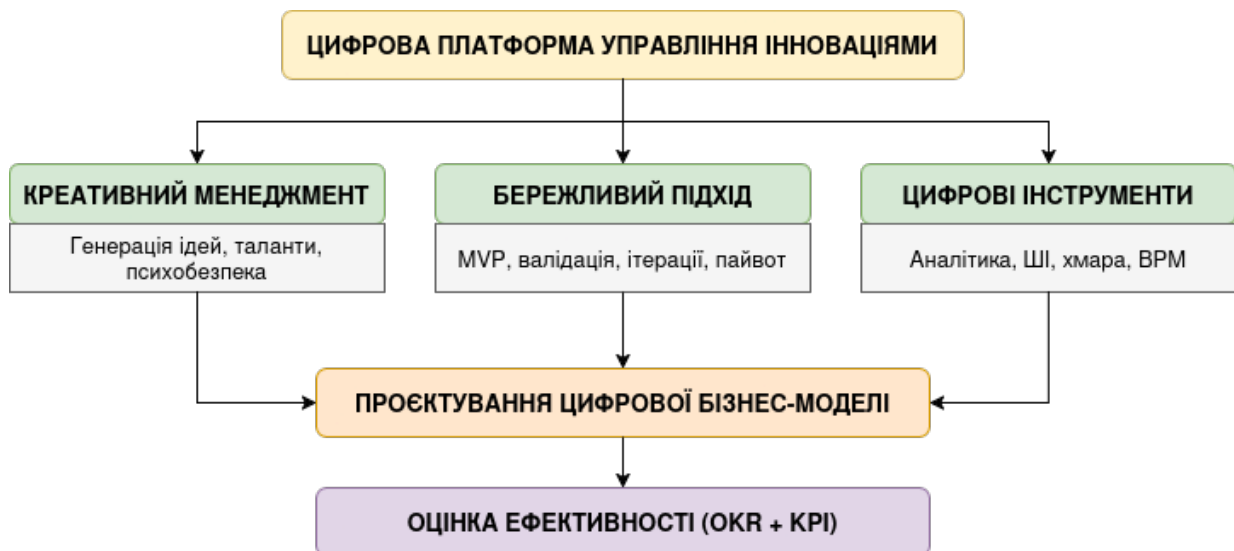 ЦИФРОВА ПЛАТФОРМА УПРАВЛІННЯ ІННОВАЦІЯМИ
КРЕАТИВНИЙ МЕНЕДЖМЕНТ
Генерація ідей, таланти,
психобезпека
БЕРЕЖЛИВИЙ ПІДХІД
MVP, валідація, ітерації, пайвот
ЦИФРОВІ ІНСТРУМЕНТИ
Аналітика, ШІ, хмара, BPM
ПРОЄКТУВАННЯ ЦИФРОВОЇ БІЗНЕС-МОДЕЛІ
ОЦІНКА ЕФЕКТИВНОСТІ (OKR + KPI)